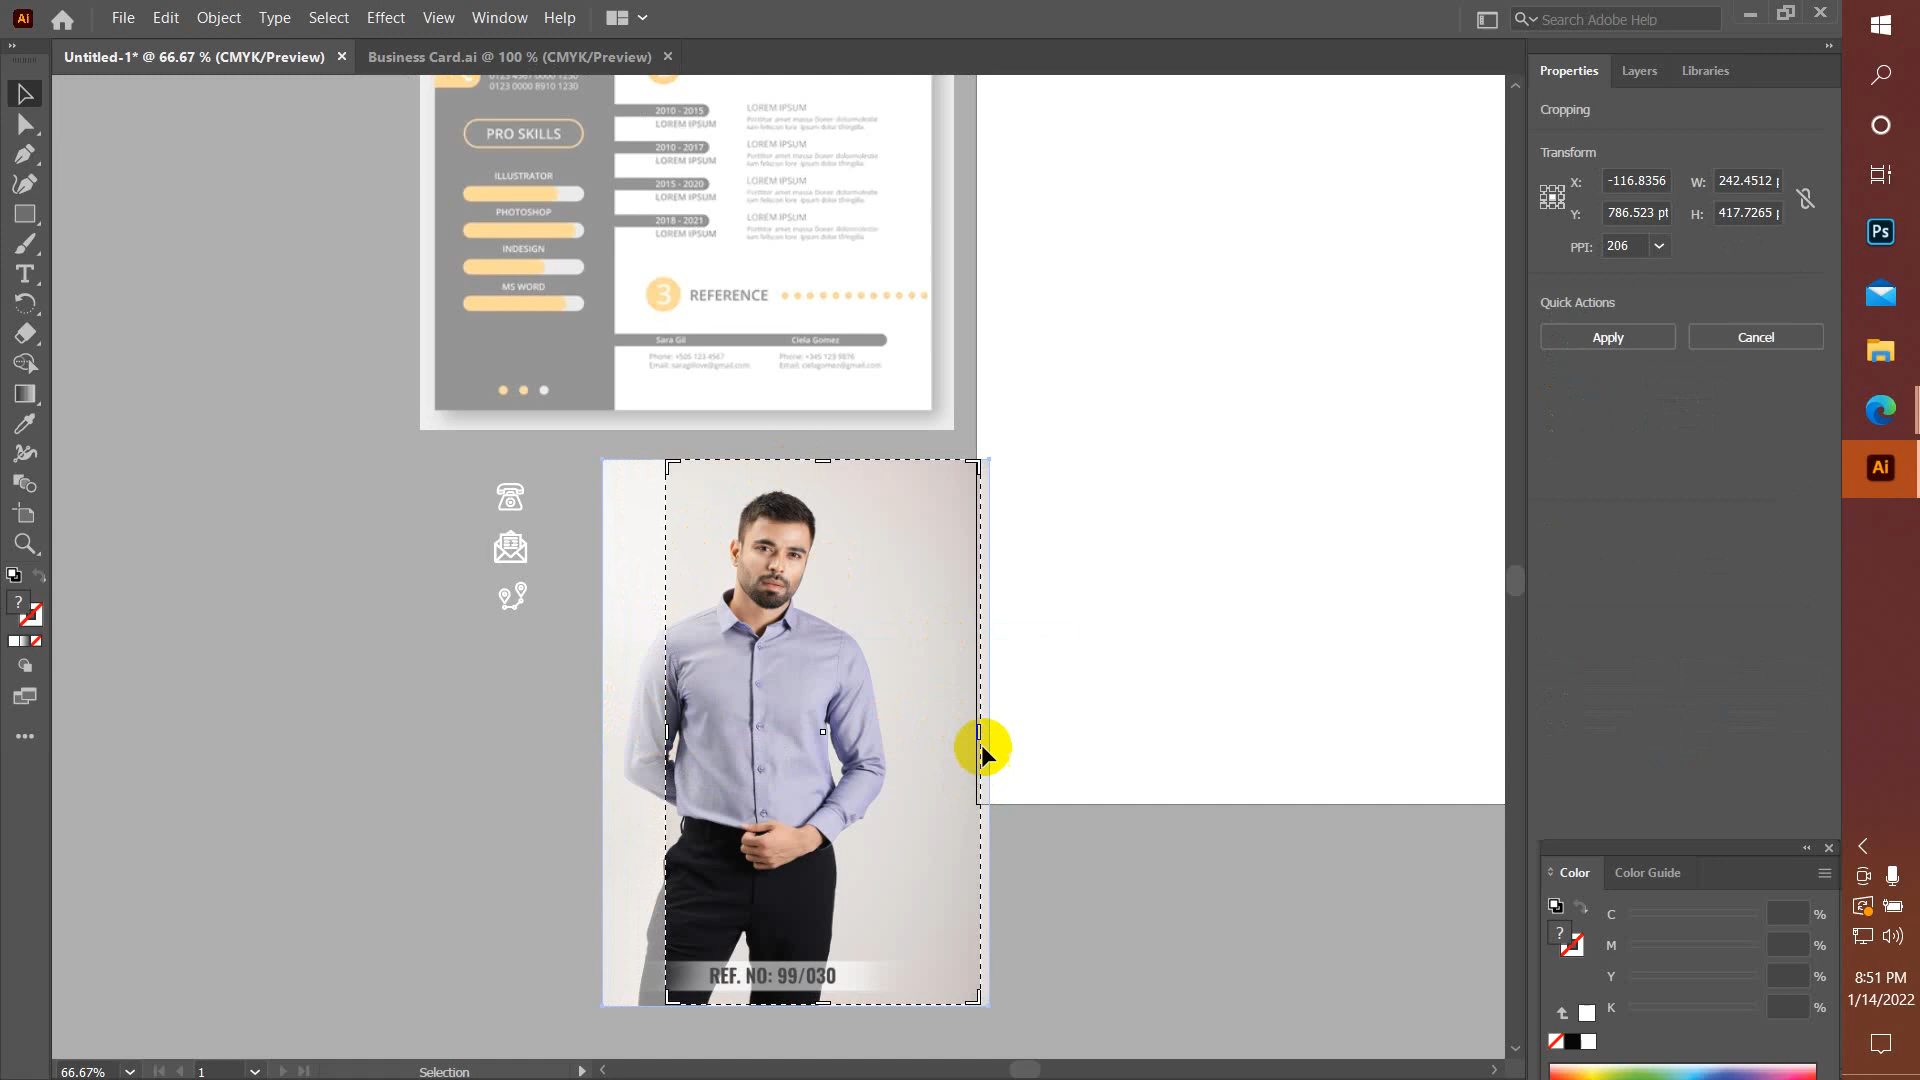 Ai File Edit Object Type Select Effect View Window Help Search Adobe Help
Untitled-1* @ 66.67 % (CMYK/Preview) Business Card.ai @ 100 % (CMYK/Preview)
0123 0000 8910 1230
PRO SKILLS
ILLUSTRATOR
PHOTOSHOP
INDESIGN
MS WORD
2010 - 2015
LOREM IPSUM
2010 - 2017
LOREM IPSUM
2015 - 2020
LOREM IPSUM
2018 - 2021
LOREM IPSUM
LOREM IPSUM
LOREM IPSUM
LOREM IPSUM
LOREM IPSUM
3 REFERENCE
Sara Gil
Phone: +505 123 4567
Email: saragillove@gmail.com
Ciela Gomez
Phone: +345 123 9876
Email: cielagomez@gmail.com
REF. NO: 99/030
Properties Layers Libraries
Cropping
Transform
X: -116.8356 W: 242.4512 p
Y: 786.523 pt H: 417.7265 p
PPI: 206
Quick Actions
Apply Cancel
Color Color Guide
C %
M %
Y %
K %
66.67% 1 Selection
Ps
Ai
8:51 PM
1/14/2022